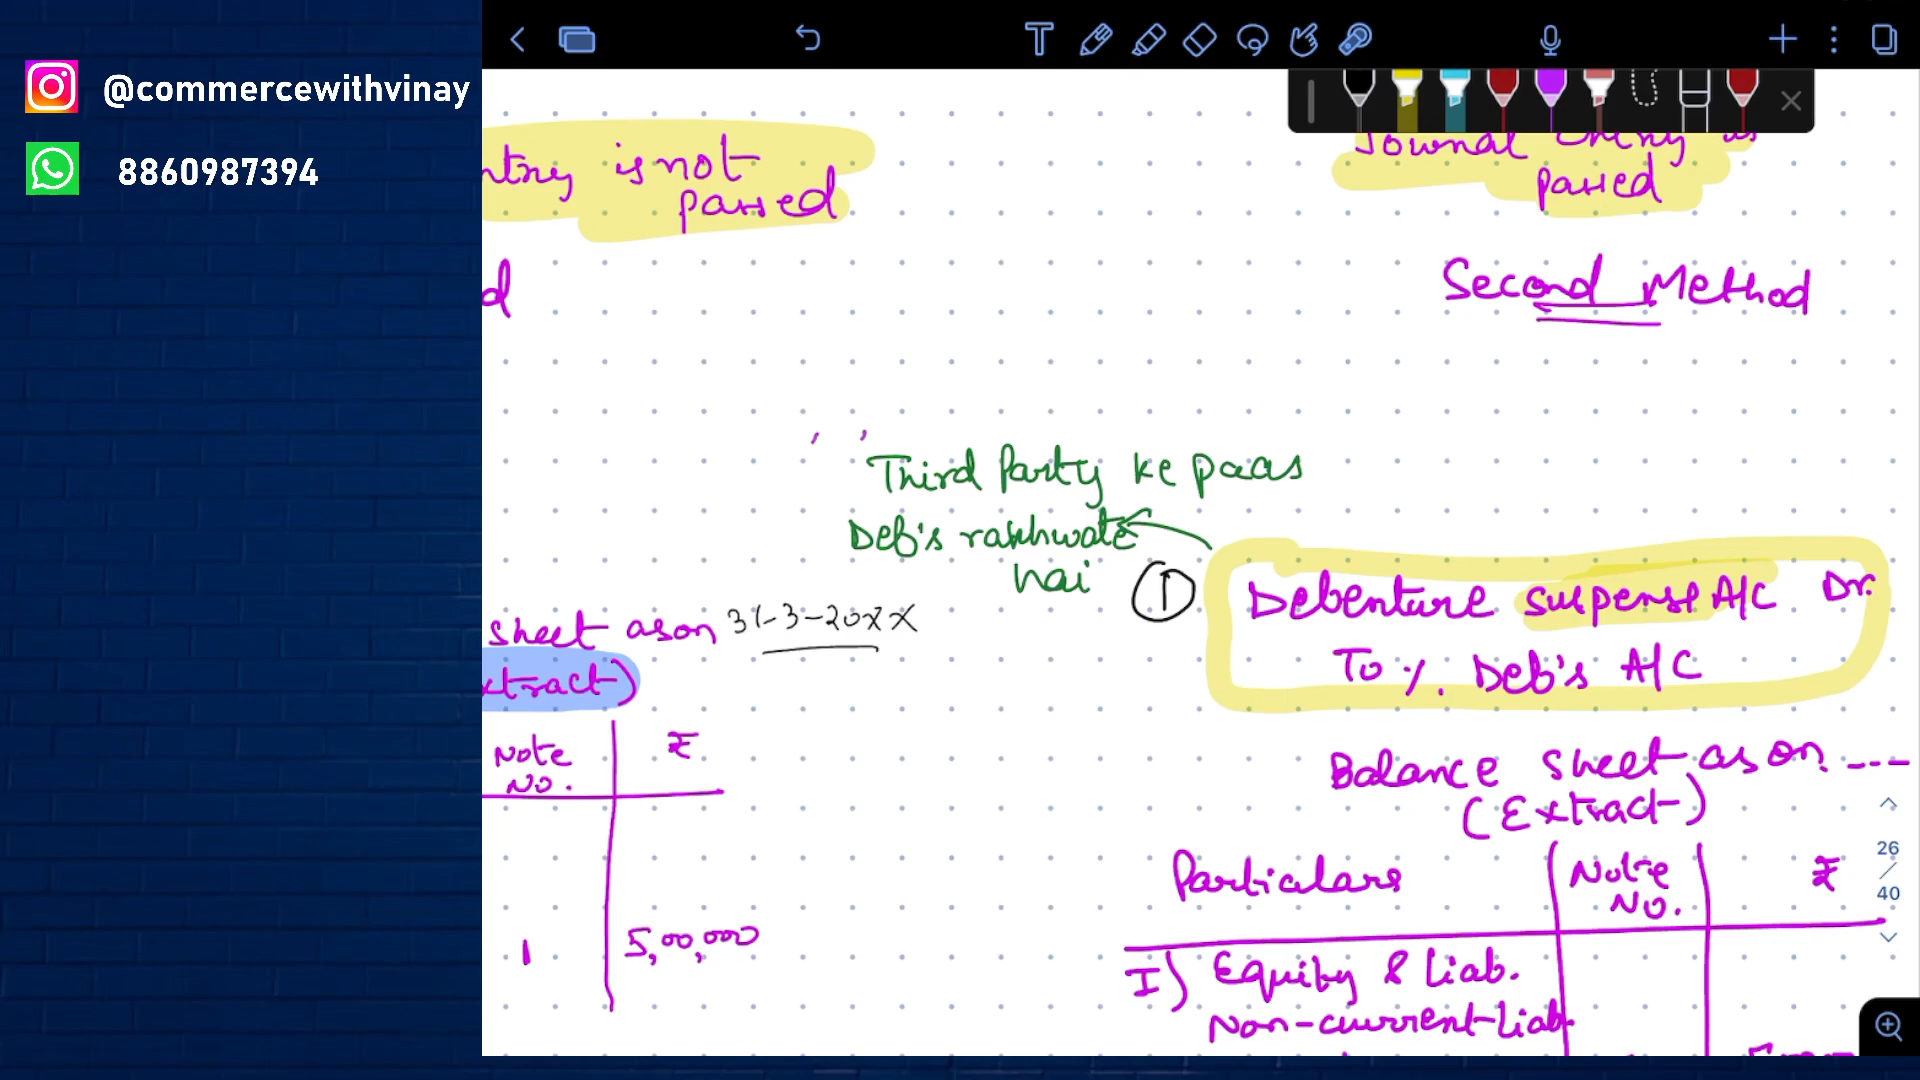 @commercewithvinay
8860987394
ntry is not
passed
Journal Entry is
passed
d
Second Method
Third Party ke paas
Deb's rakhwate
hai
①
Debenture suspense A/C Dr.
To %. Deb's A/C
sheet as on 31-3-20XX
xtract)
Note
No.
₹
1
5,00,000
Balance Sheet as on ----
(Extract)
Particulars
Note
No.
₹
I) Equity & Liab.
Non-current-Liab.
26
/
40